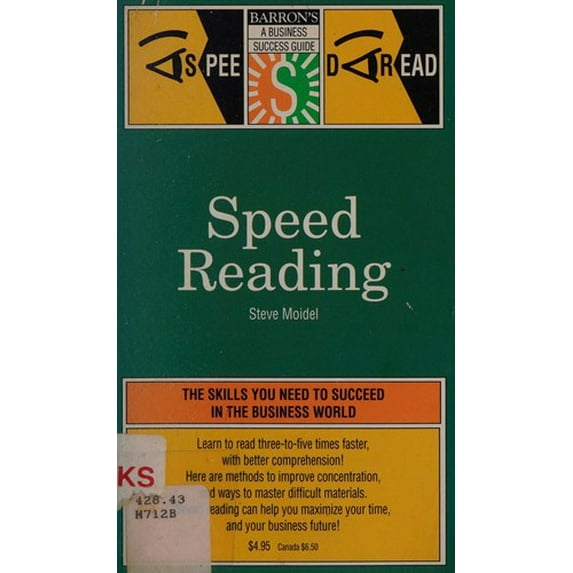 BARRON'S
A BUSINESS
SUCCESS GUIDE
SPEE
S
D
READ
Speed
Reading
Steve Moidel
THE SKILLS YOU NEED TO SUCCEED
IN THE BUSINESS WORLD
Learn to read three-to-five times faster,
with better comprehension!
Here are methods to improve concentration,
ways to master difficult materials.
eading can help you maximize your time,
and your business future!
$4.95 Canada $6.50
KS
428.43
M712B